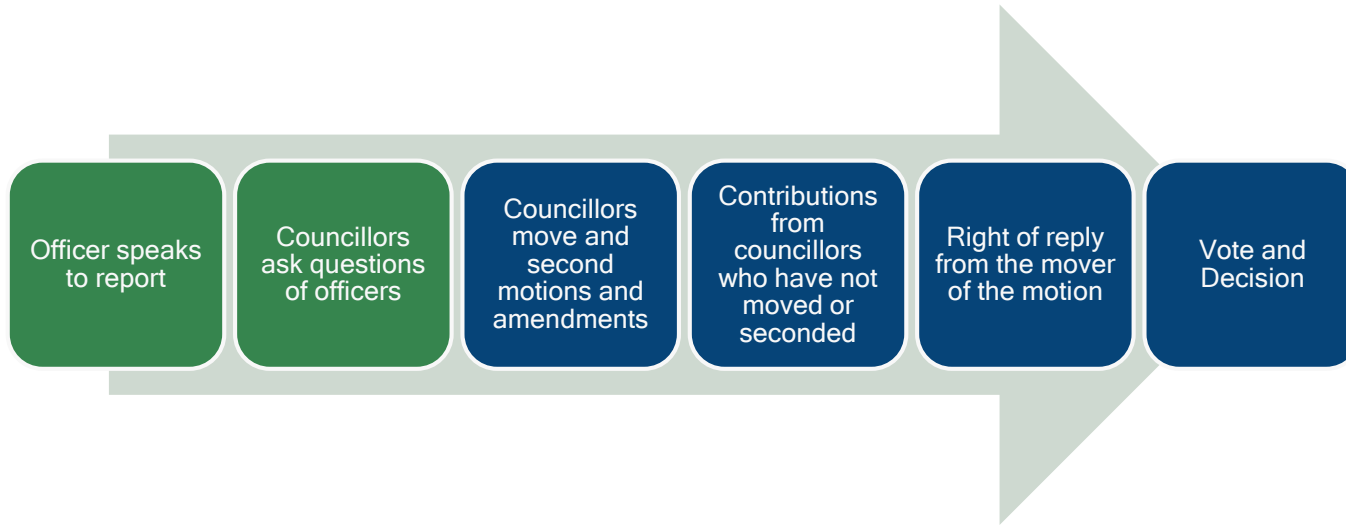 Officer speaks
to report
Councillors
ask questions
of officers
Councillors
move and
second
motions and
amendments
Contributions
from
councillors
who have not
moved or
seconded
Right of reply
from the mover
of the motion
Vote and
Decision